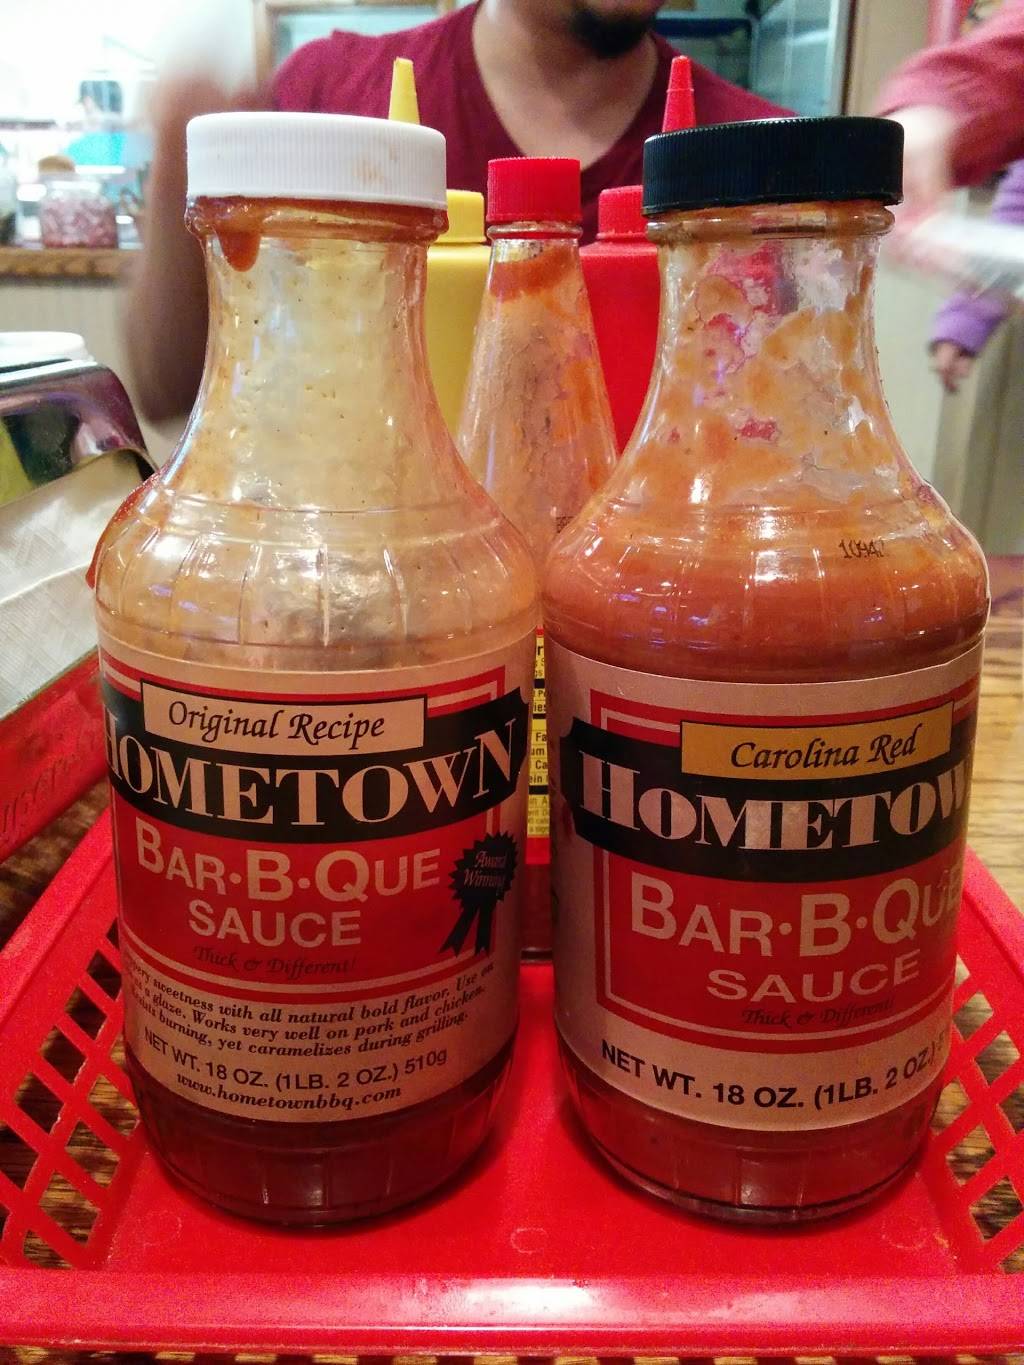 Original Recipe
HOMETOWN
BAR·B·QUE
SAUCE
Award
Winning
Thick & Different!
sweetness with all natural bold flavor. Use on
as a glaze. Works very well on pork and chicken.
burning, yet caramelizes during grilling.
NET WT. 18 OZ. (1LB. 2 OZ.) 510g
www.hometownbbq.com
Carolina Red
HOMETOW
BAR·B·QUE
SAUCE
Thick & Different!
NET WT. 18 OZ. (1LB. 2 OZ.)